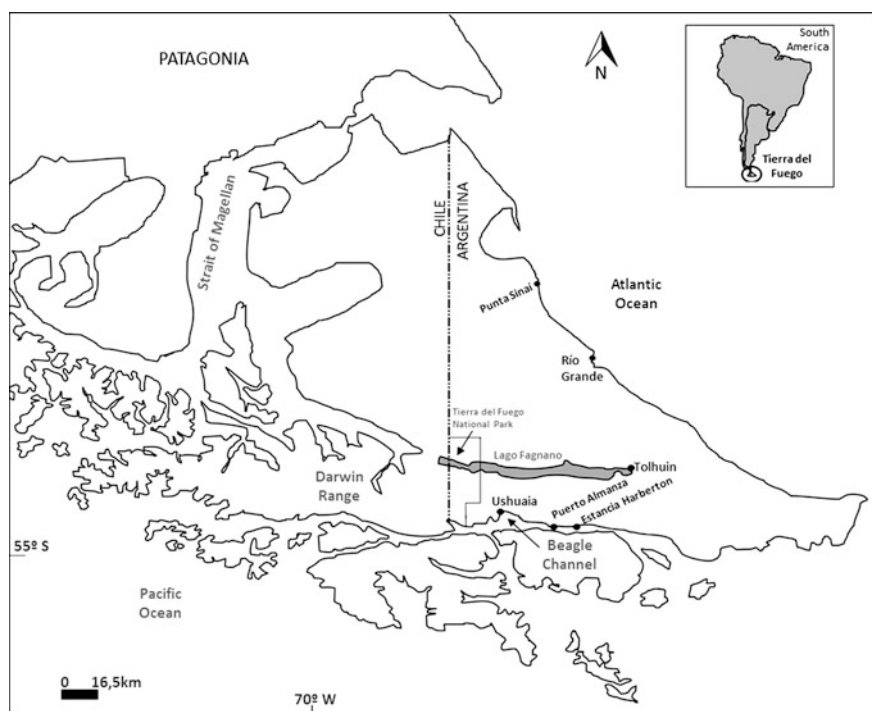 PATAGONIA
N
South
America
Tierra del
Fuego
Strait of Magellan
CHILE
ARGENTINA
Atlantic
Ocean
Punta Sinai
Río
Grande
Tierra del Fuego
National Park
Lago Fagnano
Tolhuin
Darwin
Range
Ushuaia
Puerto Almanza
Estancia Harberton
Beagle
Channel
55º S
Pacific
Ocean
0 16,5km
70º W